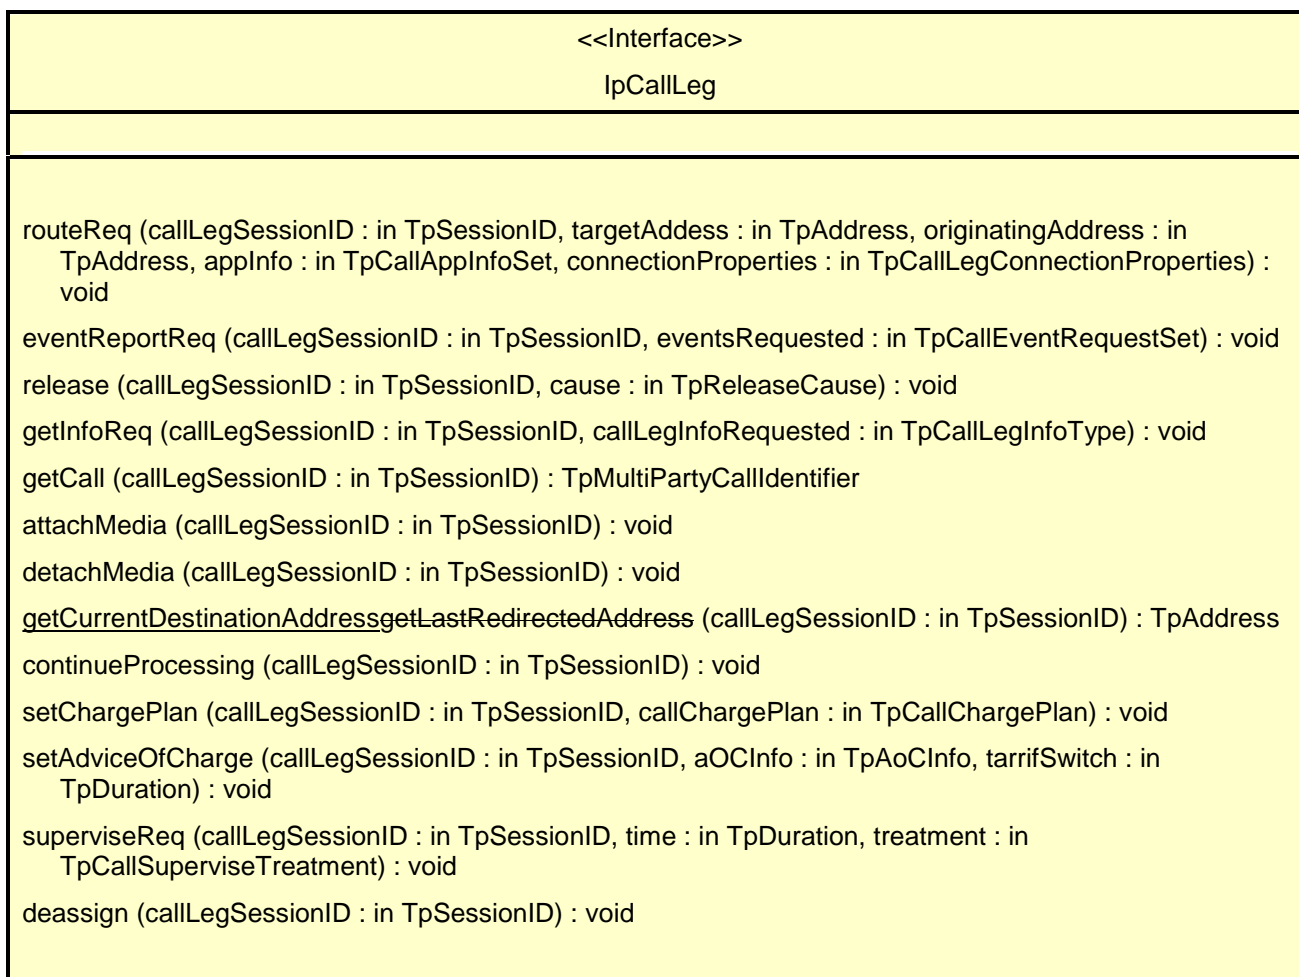 <<Interface>>
IpCallLeg
routeReq (callLegSessionID : in TpSessionID, targetAddess : in TpAddress, originatingAddress : in
TpAddress, appInfo : in TpCallAppInfoSet, connectionProperties : in TpCallLegConnectionProperties) :
void
eventReportReq (callLegSessionID : in TpSessionID, eventsRequested : in TpCallEventRequestSet) : void
release (callLegSessionID : in TpSessionID, cause : in TpReleaseCause) : void
getInfoReq (callLegSessionID : in TpSessionID, callLegInfoRequested : in TpCallLegInfoType) : void
getCall (callLegSessionID : in TpSessionID) : TpMultiPartyCallIdentifier
attachMedia (callLegSessionID : in TpSessionID) : void
detachMedia (callLegSessionID : in TpSessionID) : void
getCurrentDestinationAddressgetLastRedirectedAddress (callLegSessionID : in TpSessionID) : TpAddress
continueProcessing (callLegSessionID : in TpSessionID) : void
setChargePlan (callLegSessionID : in TpSessionID, callChargePlan : in TpCallChargePlan) : void
setAdviceOfCharge (callLegSessionID : in TpSessionID, aOCInfo : in TpAoCInfo, tarrifSwitch : in
TpDuration) : void
superviseReq (callLegSessionID : in TpSessionID, time : in TpDuration, treatment : in
TpCallSuperviseTreatment) : void
deassign (callLegSessionID : in TpSessionID) : void